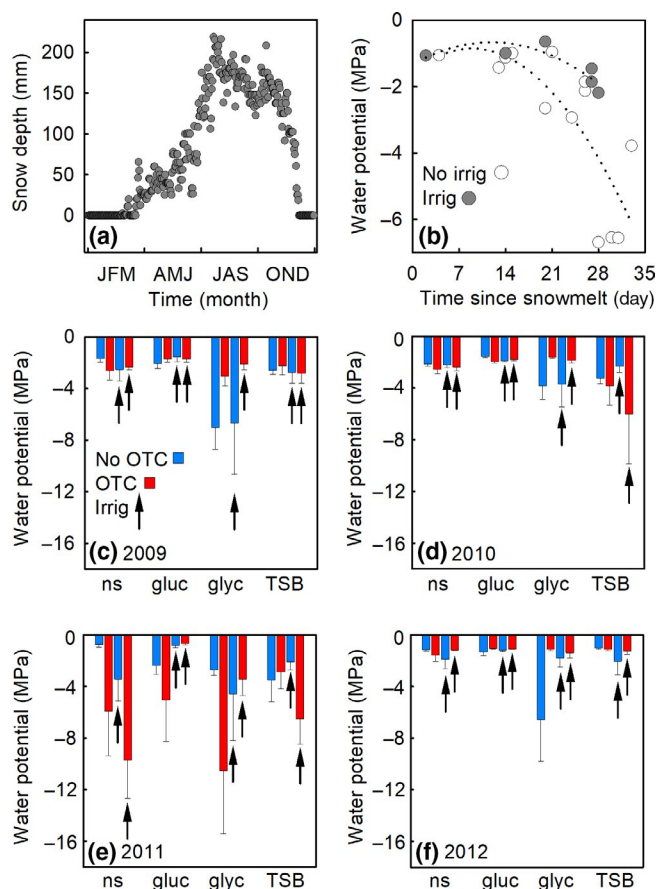 200
150
100
50
0
Snow depth (mm)
(a)
JFM AMJ JAS OND
Time (month)
0
−2
−4
−6
Water potential (MPa)
No irrig
Irrig
(b)
0 7 14 21 28 35
Time since snowmelt (day)
0
−4
−8
−12
−16
Water potential (MPa)
No OTC
OTC
Irrig
(c) 2009
ns gluc glyc TSB
0
−4
−8
−12
−16
Water potential (MPa)
(d) 2010
ns gluc glyc TSB
0
−4
−8
−12
−16
Water potential (MPa)
(e) 2011
ns gluc glyc TSB
0
−4
−8
−12
−16
Water potential (MPa)
(f) 2012
ns gluc glyc TSB